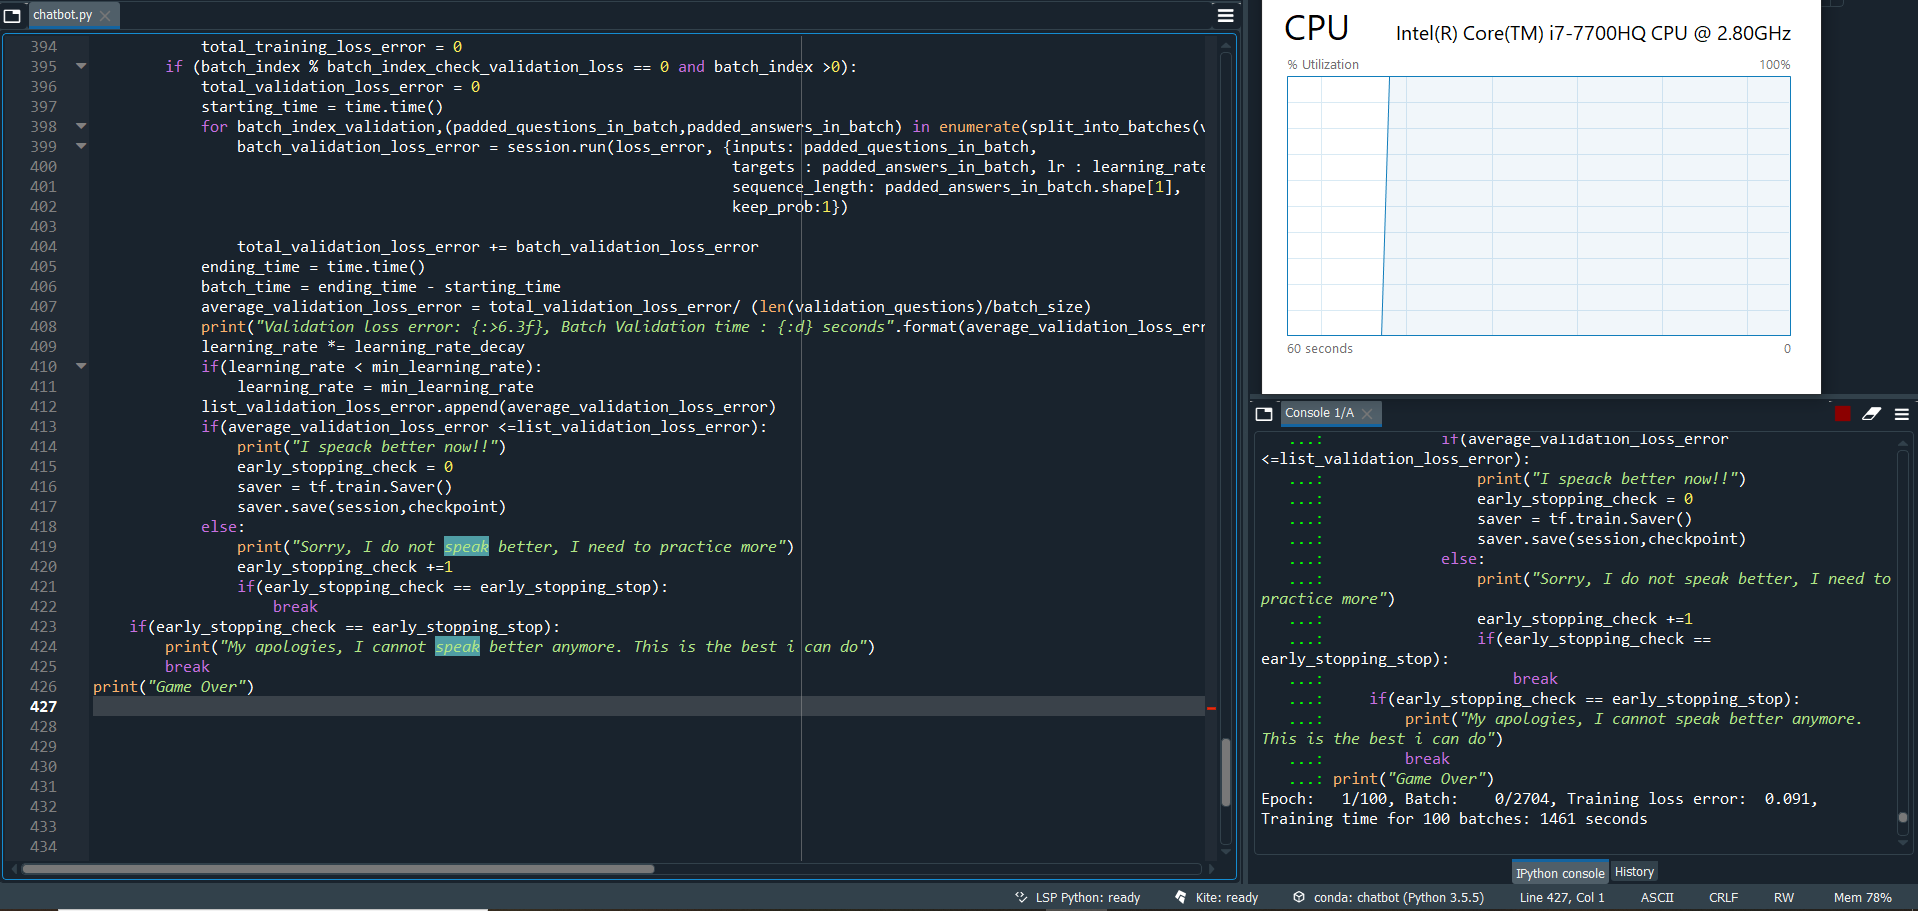 chatbot.py
394 total_training_loss_error = 0
395 if (batch_index % batch_index_check_validation_loss == 0 and batch_index >0):
396 total_validation_loss_error = 0
397 starting_time = time.time()
398 for batch_index_validation,(padded_questions_in_batch,padded_answers_in_batch) in enumerate(split_into_batches(v
399 batch_validation_loss_error = session.run(loss_error, {inputs: padded_questions_in_batch,
400 targets : padded_answers_in_batch, lr : learning_rate
401 sequence_length: padded_answers_in_batch.shape[1],
402 keep_prob:1})
403
404 total_validation_loss_error += batch_validation_loss_error
405 ending_time = time.time()
406 batch_time = ending_time - starting_time
407 average_validation_loss_error = total_validation_loss_error/ (len(validation_questions)/batch_size)
408 print("Validation loss error: {:>6.3f}, Batch Validation time : {:d} seconds".format(average_validation_loss_err
409 learning_rate *= learning_rate_decay
410 if(learning_rate < min_learning_rate):
411 learning_rate = min_learning_rate
412 list_validation_loss_error.append(average_validation_loss_error)
413 if(average_validation_loss_error <=list_validation_loss_error):
414 print("I speack better now!!")
415 early_stopping_check = 0
416 saver = tf.train.Saver()
417 saver.save(session,checkpoint)
418 else:
419 print("Sorry, I do not speak better, I need to practice more")
420 early_stopping_check +=1
421 if(early_stopping_check == early_stopping_stop):
422 break
423 if(early_stopping_check == early_stopping_stop):
424 print("My apologies, I cannot speak better anymore. This is the best i can do")
425 break
426 print("Game Over")
427
428
429
430
431
432
433
434
CPU Intel(R) Core(TM) i7-7700HQ CPU @ 2.80GHz
% Utilization 100%
60 seconds 0
Console 1/A
...: if(average_validation_loss_error
<=list_validation_loss_error):
...: print("I speack better now!!")
...: early_stopping_check = 0
...: saver = tf.train.Saver()
...: saver.save(session,checkpoint)
...: else:
...: print("Sorry, I do not speak better, I need to
practice more")
...: early_stopping_check +=1
...: if(early_stopping_check ==
early_stopping_stop):
...: break
...: if(early_stopping_check == early_stopping_stop):
...: print("My apologies, I cannot speak better anymore.
This is the best i can do")
...: break
...: print("Game Over")
Epoch: 1/100, Batch: 0/2704, Training loss error: 0.091,
Training time for 100 batches: 1461 seconds
IPython console History
LSP Python: ready Kite: ready conda: chatbot (Python 3.5.5) Line 427, Col 1 ASCII CRLF RW Mem 78%